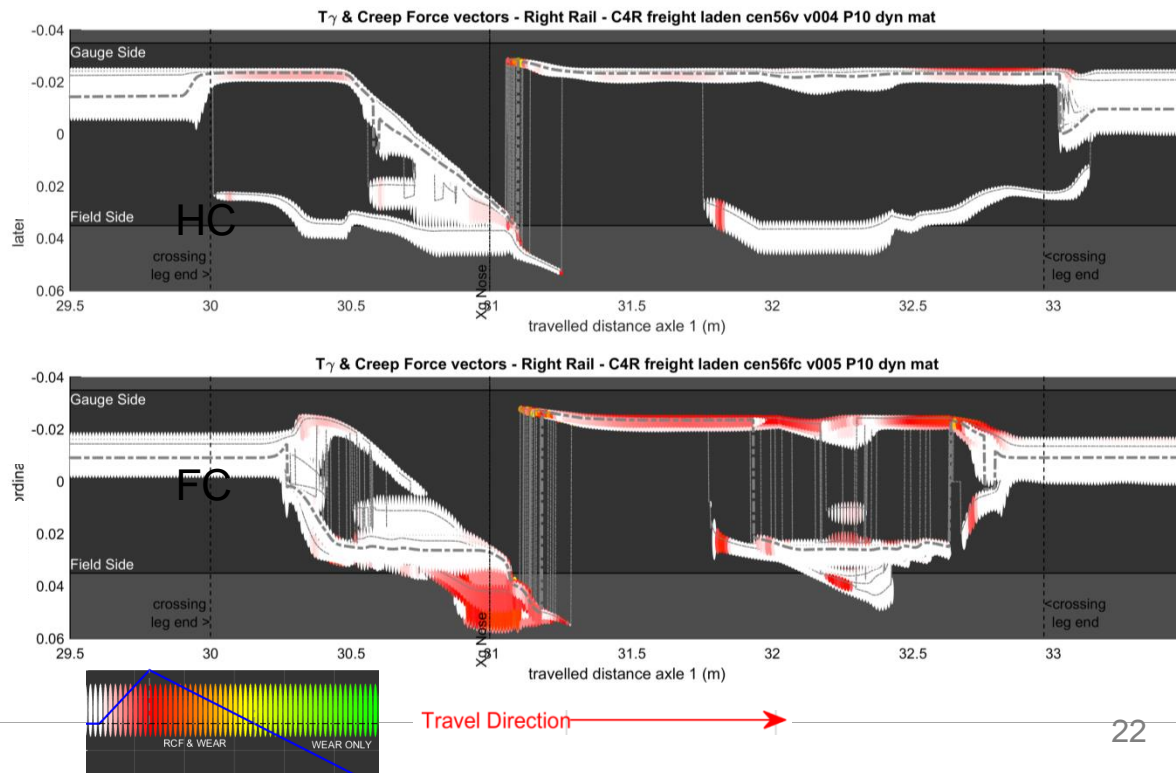 Tγ & Creep Force vectors - Right Rail - C4R freight laden cen56v v004 P10 dyn mat
-0.04
Gauge Side
-0.02
0
0.02
HC
Field Side
later
0.04
crossing
leg end >
Xg Nose
<crossing
leg end
0.06
29.5 30 30.5 31 31.5 32 32.5 33
travelled distance axle 1 (m)
Tγ & Creep Force vectors - Right Rail - C4R freight laden cen56fc v005 P10 dyn mat
-0.04
Gauge Side
-0.02
0
FC
ordina
0.02
Field Side
0.04
crossing
leg end >
Xg Nose
<crossing
leg end
0.06
29.5 30 30.5 31 31.5 32 32.5 33
travelled distance axle 1 (m)
RCF & WEAR WEAR ONLY
Travel Direction
22